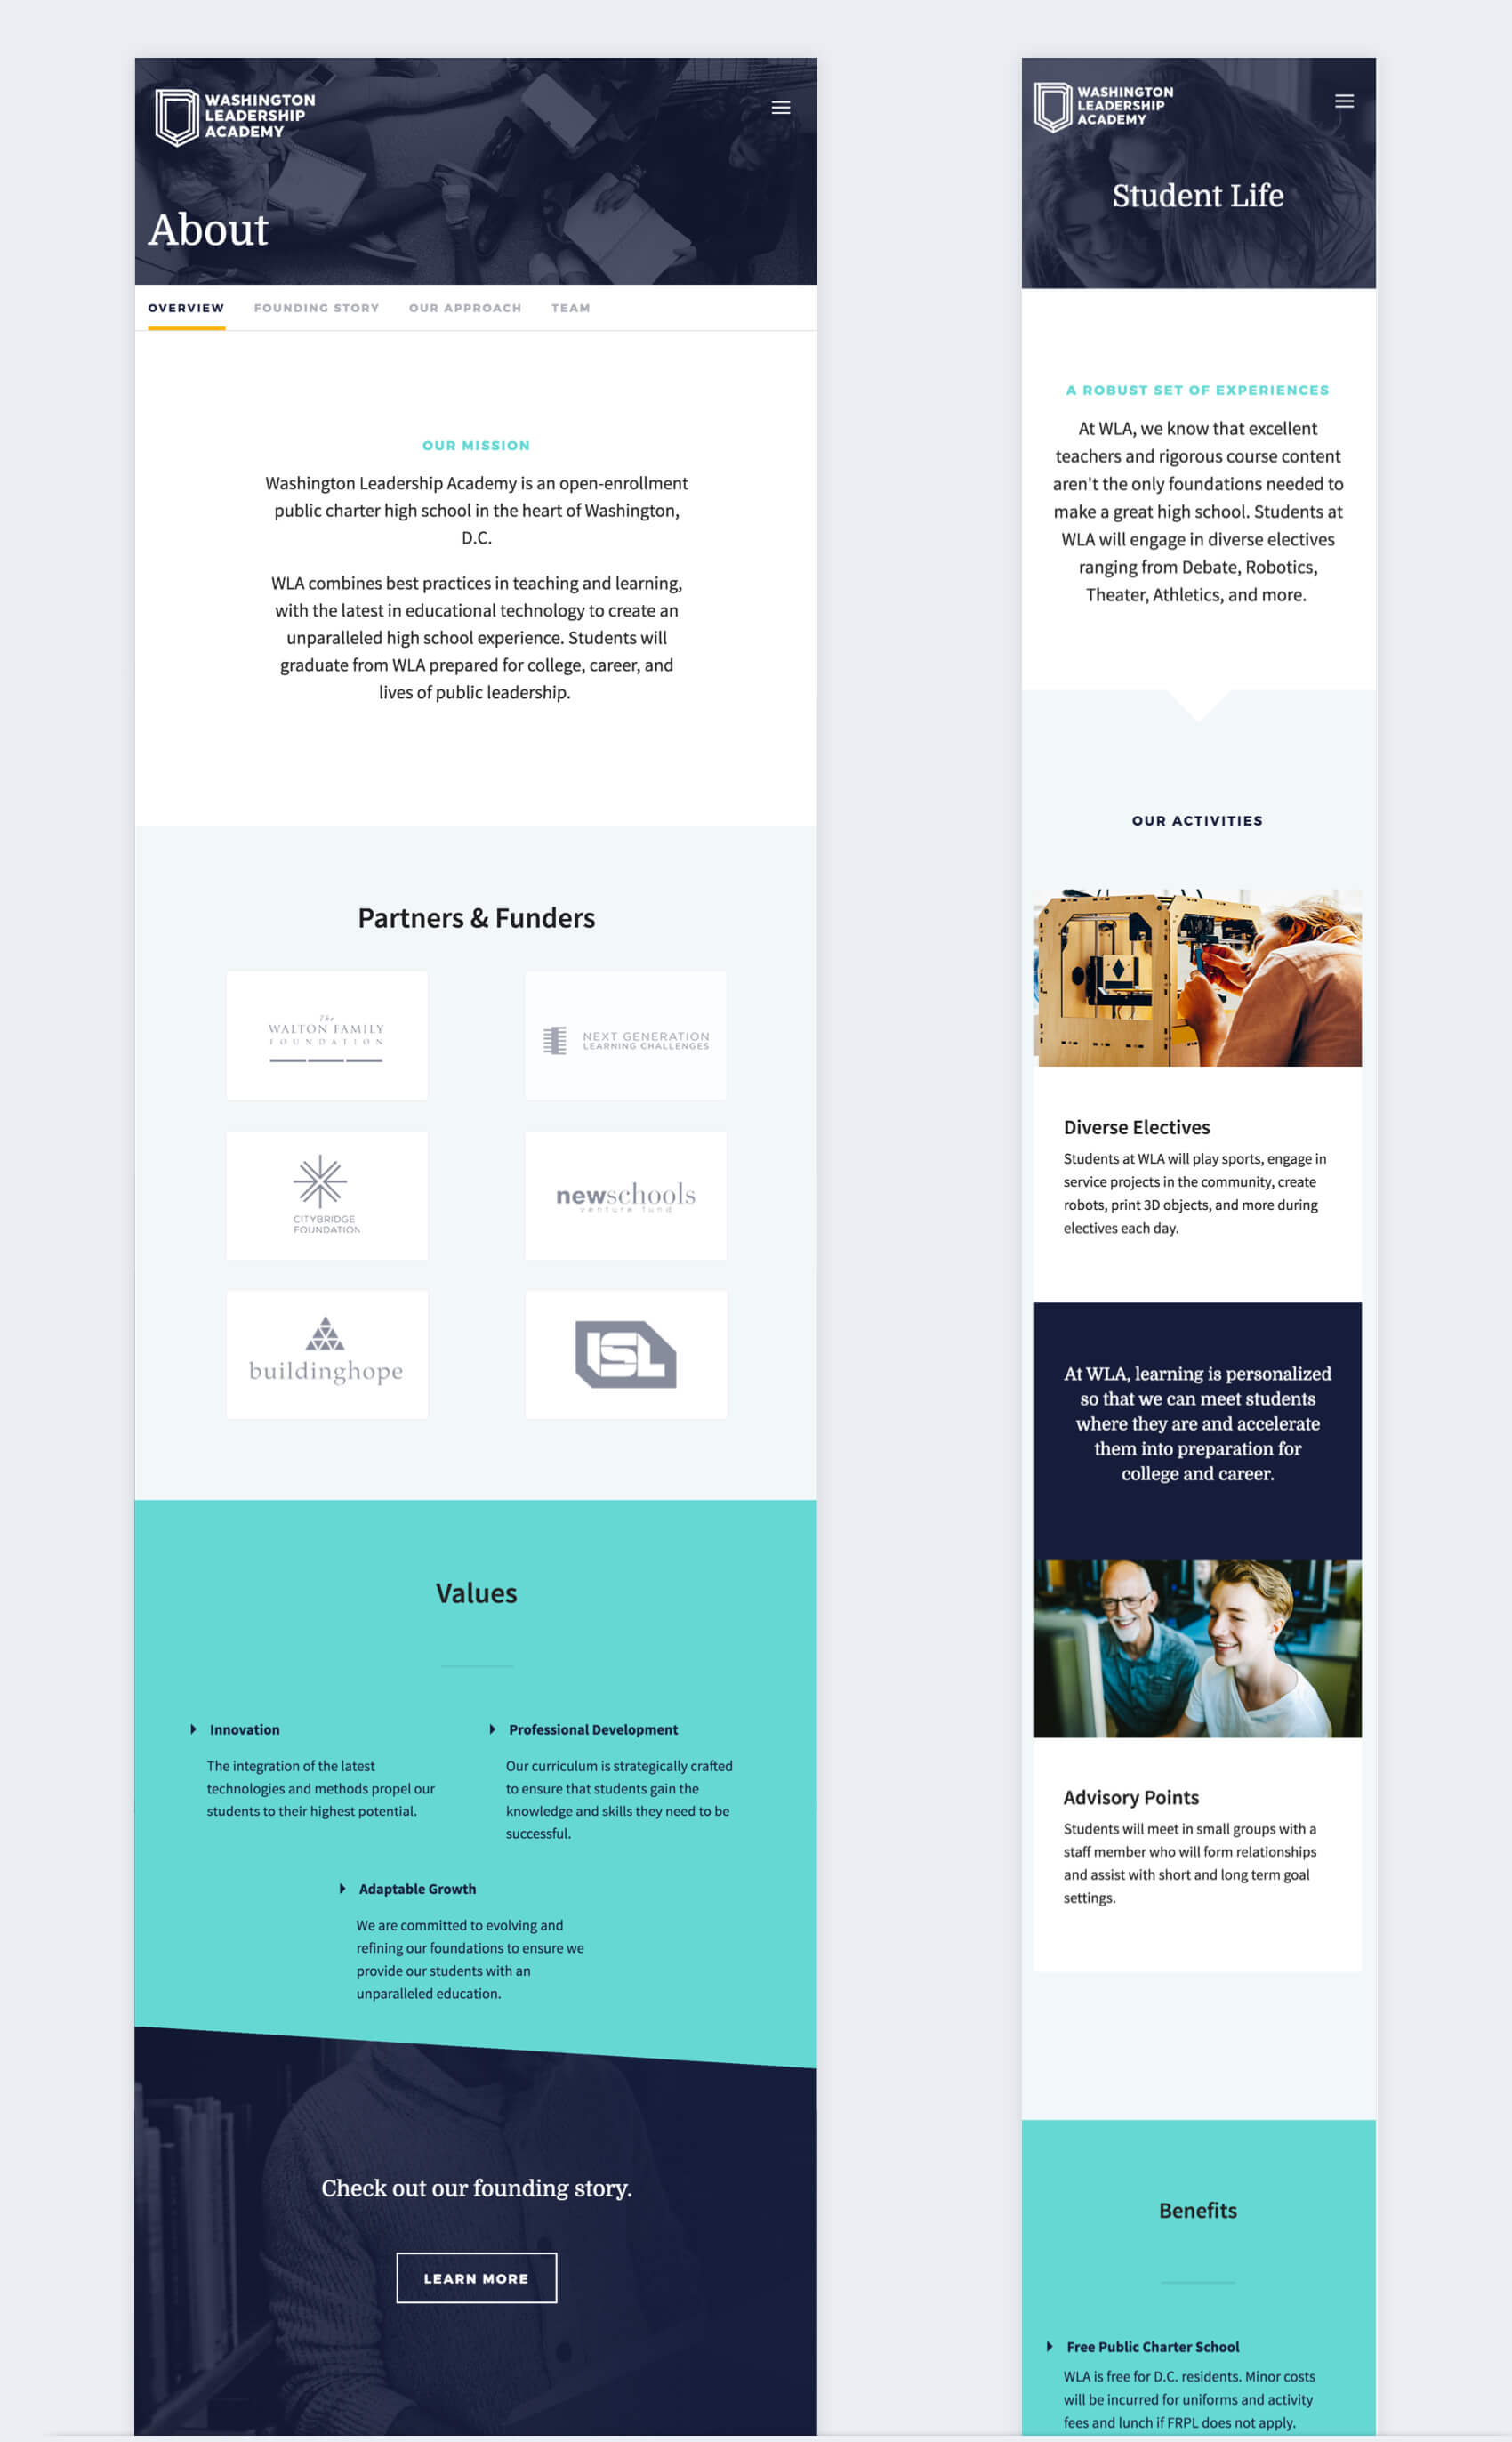 WASHINGTON
LEADERSHIP
ACADEMY
About
OVERVIEW FOUNDING STORY OUR APPROACH TEAM
OUR MISSION
Washington Leadership Academy is an open-enrollment
public charter high school in the heart of Washington,
D.C.
WLA combines best practices in teaching and learning,
with the latest in educational technology to create an
unparalleled high school experience. Students will
graduate from WLA prepared for college, career, and
lives of public leadership.
Partners & Funders
The
WALTON FAMILY
FOUNDATION
NEXT GENERATION
LEARNING CHALLENGES
CITYBRIDGE
FOUNDATION
newschools
venture fund
buildinghope
ISL
Values
Innovation
The integration of the latest
technologies and methods propel our
students to their highest potential.
Professional Development
Our curriculum is strategically crafted
to ensure that students gain the
knowledge and skills they need to be
successful.
Adaptable Growth
We are committed to evolving and
refining our foundations to ensure we
provide our students with an
unparalleled education.
Check out our founding story.
LEARN MORE
WASHINGTON
LEADERSHIP
ACADEMY
Student Life
A ROBUST SET OF EXPERIENCES
At WLA, we know that excellent
teachers and rigorous course content
aren't the only foundations needed to
make a great high school. Students at
WLA will engage in diverse electives
ranging from Debate, Robotics,
Theater, Athletics, and more.
OUR ACTIVITIES
Diverse Electives
Students at WLA will play sports, engage in
service projects in the community, create
robots, print 3D objects, and more during
electives each day.
At WLA, learning is personalized
so that we can meet students
where they are and accelerate
them into preparation for
college and career.
Advisory Points
Students will meet in small groups with a
staff member who will form relationships
and assist with short and long term goal
settings.
Benefits
Free Public Charter School
WLA is free for D.C. residents. Minor costs
will be incurred for uniforms and activity
fees and lunch if FRPL does not apply.